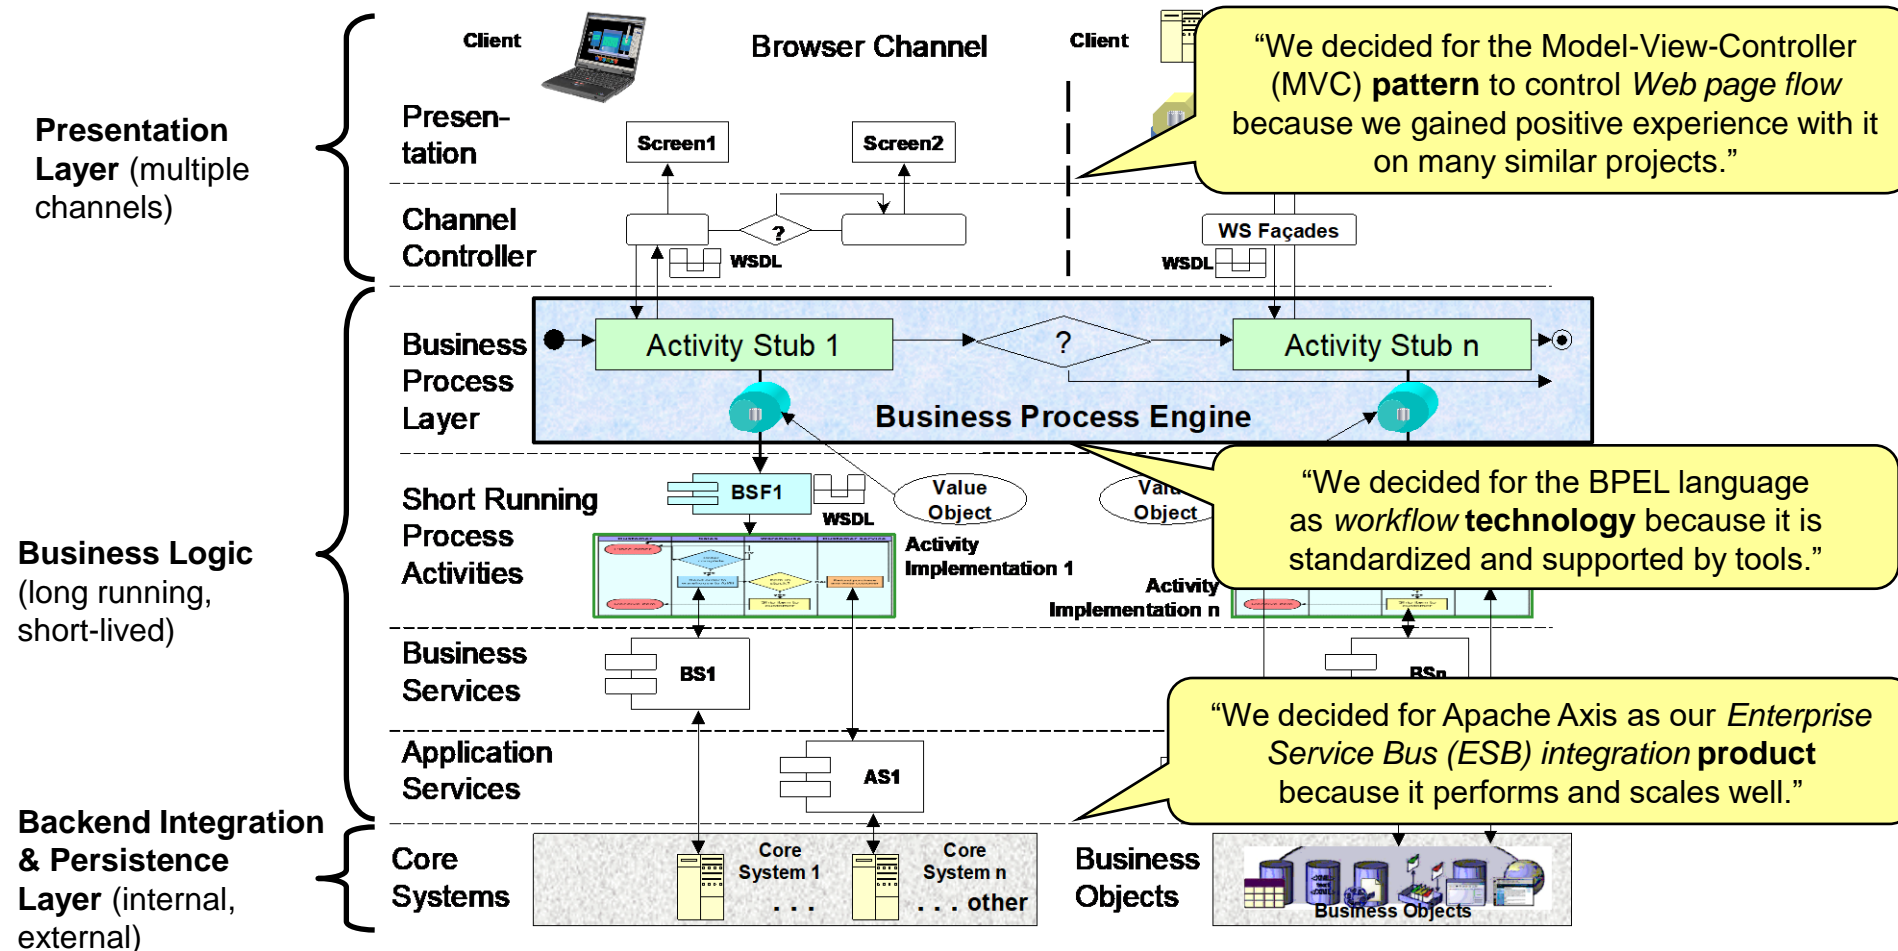 Client
Browser Channel
Client
“We decided for the Model-View-Controller
(MVC) pattern to control Web page flow
because we gained positive experience with it
on many similar projects.”
Presentation
Layer (multiple
channels)
Presen-
tation
Screen1
Screen2
Channel
Controller
?
WSDL
WS Façades
WSDL
Business
Process
Layer
Activity Stub 1
?
Activity Stub n
Business Process Engine
Business Logic
(long running,
short-lived)
Short Running
Process
Activities
BSF1
WSDL
Value
Object
Value
Object
“We decided for the BPEL language
as workflow technology because it is
standardized and supported by tools.”
Activity
Implementation 1
Activity
Implementation n
Business
Services
BS1
BSn
“We decided for Apache Axis as our Enterprise
Service Bus (ESB) integration product
because it performs and scales well.”
Application
Services
AS1
Backend Integration
& Persistence
Layer (internal,
external)
Core
Systems
Core
System 1
. . .
Core
System n
. . . other
Business
Objects
Business Objects